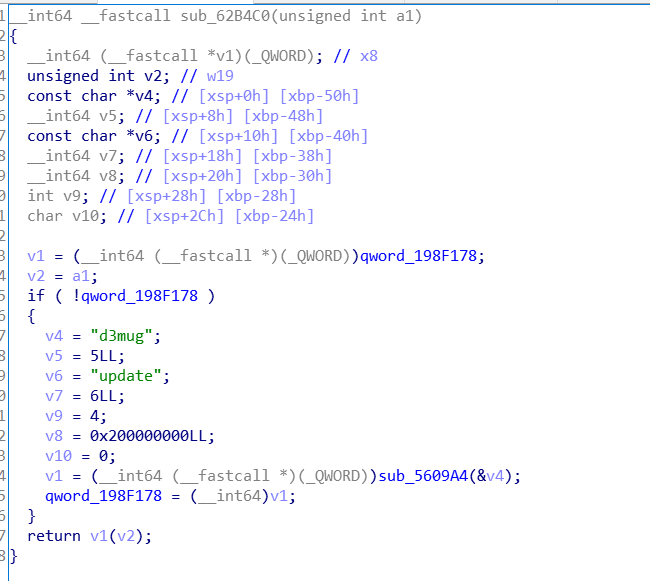 1 __int64 __fastcall sub_62B4C0(unsigned int a1)
2 {
3   __int64 (__fastcall *v1)(_QWORD); // x8
4   unsigned int v2; // w19
5   const char *v4; // [xsp+0h] [xbp-50h]
6   __int64 v5; // [xsp+8h] [xbp-48h]
7   const char *v6; // [xsp+10h] [xbp-40h]
8   __int64 v7; // [xsp+18h] [xbp-38h]
9   __int64 v8; // [xsp+20h] [xbp-30h]
0   int v9; // [xsp+28h] [xbp-28h]
1   char v10; // [xsp+2Ch] [xbp-24h]
2
3   v1 = (__int64 (__fastcall *)(_QWORD))qword_198F178;
4   v2 = a1;
5   if ( !qword_198F178 )
6   {
7     v4 = "d3mug";
8     v5 = 5LL;
9     v6 = "update";
0     v7 = 6LL;
1     v9 = 4;
2     v8 = 0x200000000LL;
3     v10 = 0;
4     v1 = (__int64 (__fastcall *)(_QWORD))sub_5609A4(&v4);
5     qword_198F178 = (__int64)v1;
6   }
7   return v1(v2);
8 }